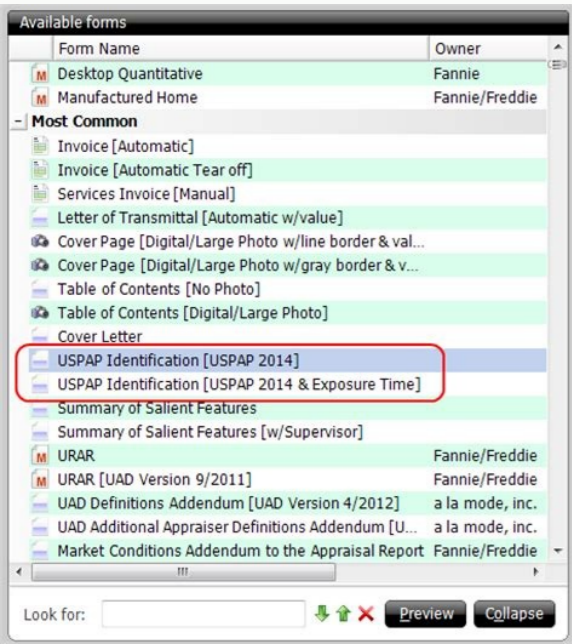 Available forms
Form Name Owner
Desktop Quantitative Fannie
Manufactured Home Fannie/Freddie
Most Common
Invoice [Automatic]
Invoice [Automatic Tear off]
Services Invoice [Manual]
Letter of Transmittal [Automatic w/value]
Cover Page [Digital/Large Photo w/line border & val...
Cover Page [Digital/Large Photo w/gray border & v...
Table of Contents [No Photo]
Table of Contents [Digital/Large Photo]
Cover Letter
USPAP Identification [USPAP 2014]
USPAP Identification [USPAP 2014 & Exposure Time]
Summary of Salient Features
Summary of Salient Features [w/Supervisor]
M URAR Fannie/Freddie
M URAR [UAD Version 9/2011] Fannie/Freddie
UAD Definitions Addendum [UAD Version 4/2012] a la mode, inc.
UAD Additional Appraiser Definitions Addendum [U... a la mode, inc.
Market Conditions Addendum to the Appraisal Report Fannie/Freddie
Look for: Preview Collapse